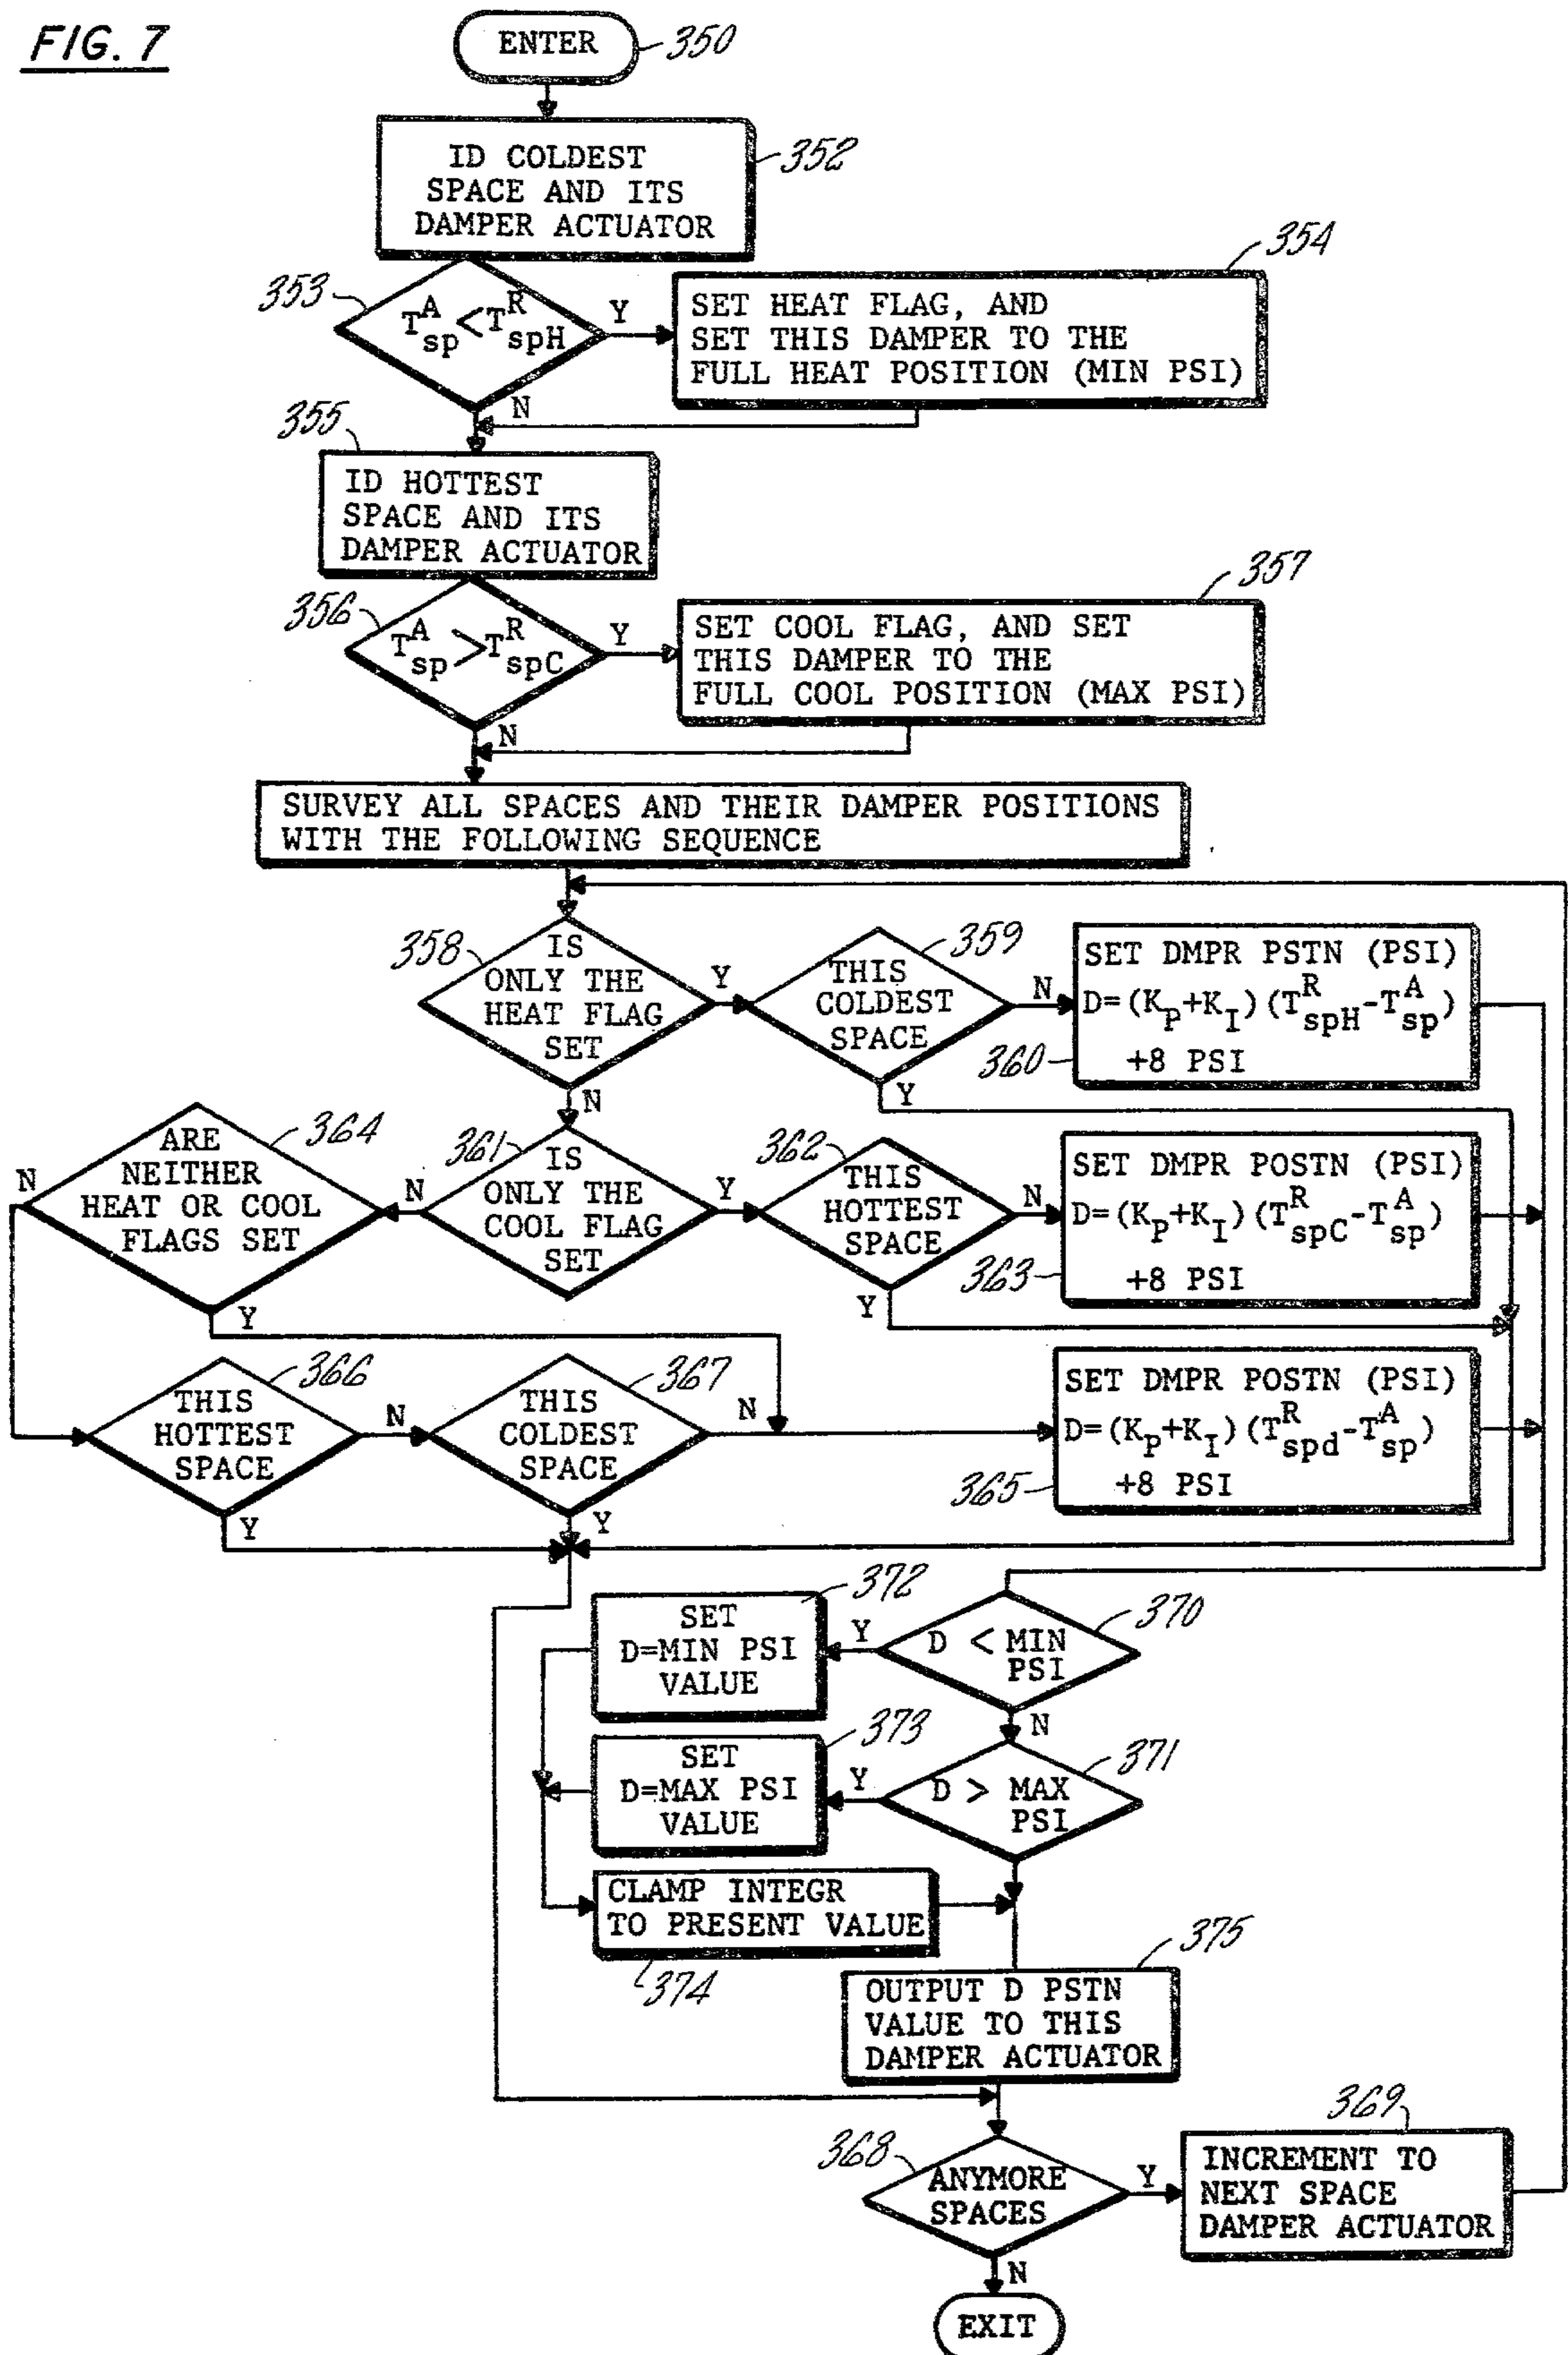 FIG. 7
ENTER
350
ID COLDEST
SPACE AND ITS
DAMPER ACTUATOR
352
353
T^A_sp < T^R_spH
Y
N
354
SET HEAT FLAG, AND
SET THIS DAMPER TO THE
FULL HEAT POSITION (MIN PSI)
355
ID HOTTEST
SPACE AND ITS
DAMPER ACTUATOR
356
T^A_sp > T^R_spC
Y
N
357
SET COOL FLAG, AND SET
THIS DAMPER TO THE
FULL COOL POSITION (MAX PSI)
SURVEY ALL SPACES AND THEIR DAMPER POSITIONS
WITH THE FOLLOWING SEQUENCE
358
IS
ONLY THE
HEAT FLAG
SET
Y
N
359
THIS
COLDEST
SPACE
N
Y
SET DMPR PSTN (PSI)
D=(K_P+K_I)(T^R_spH-T^A_sp)
+8 PSI
360
364
ARE
NEITHER
HEAT OR COOL
FLAGS SET
N
Y
361
IS
ONLY THE
COOL FLAG
SET
N
Y
362
THIS
HOTTEST
SPACE
N
Y
SET DMPR POSTN (PSI)
D=(K_P+K_I)(T^R_spC-T^A_sp)
+8 PSI
363
366
THIS
HOTTEST
SPACE
N
Y
367
THIS
COLDEST
SPACE
N
Y
SET DMPR POSTN (PSI)
D=(K_P+K_I)(T^R_spd-T^A_sp)
+8 PSI
365
372
SET
D=MIN PSI
VALUE
370
D < MIN
PSI
Y
N
373
SET
D=MAX PSI
VALUE
371
D > MAX
PSI
Y
CLAMP INTEGR
TO PRESENT VALUE
374
375
OUTPUT D PSTN
VALUE TO THIS
DAMPER ACTUATOR
368
ANYMORE
SPACES
Y
N
369
INCREMENT TO
NEXT SPACE
DAMPER ACTUATOR
EXIT